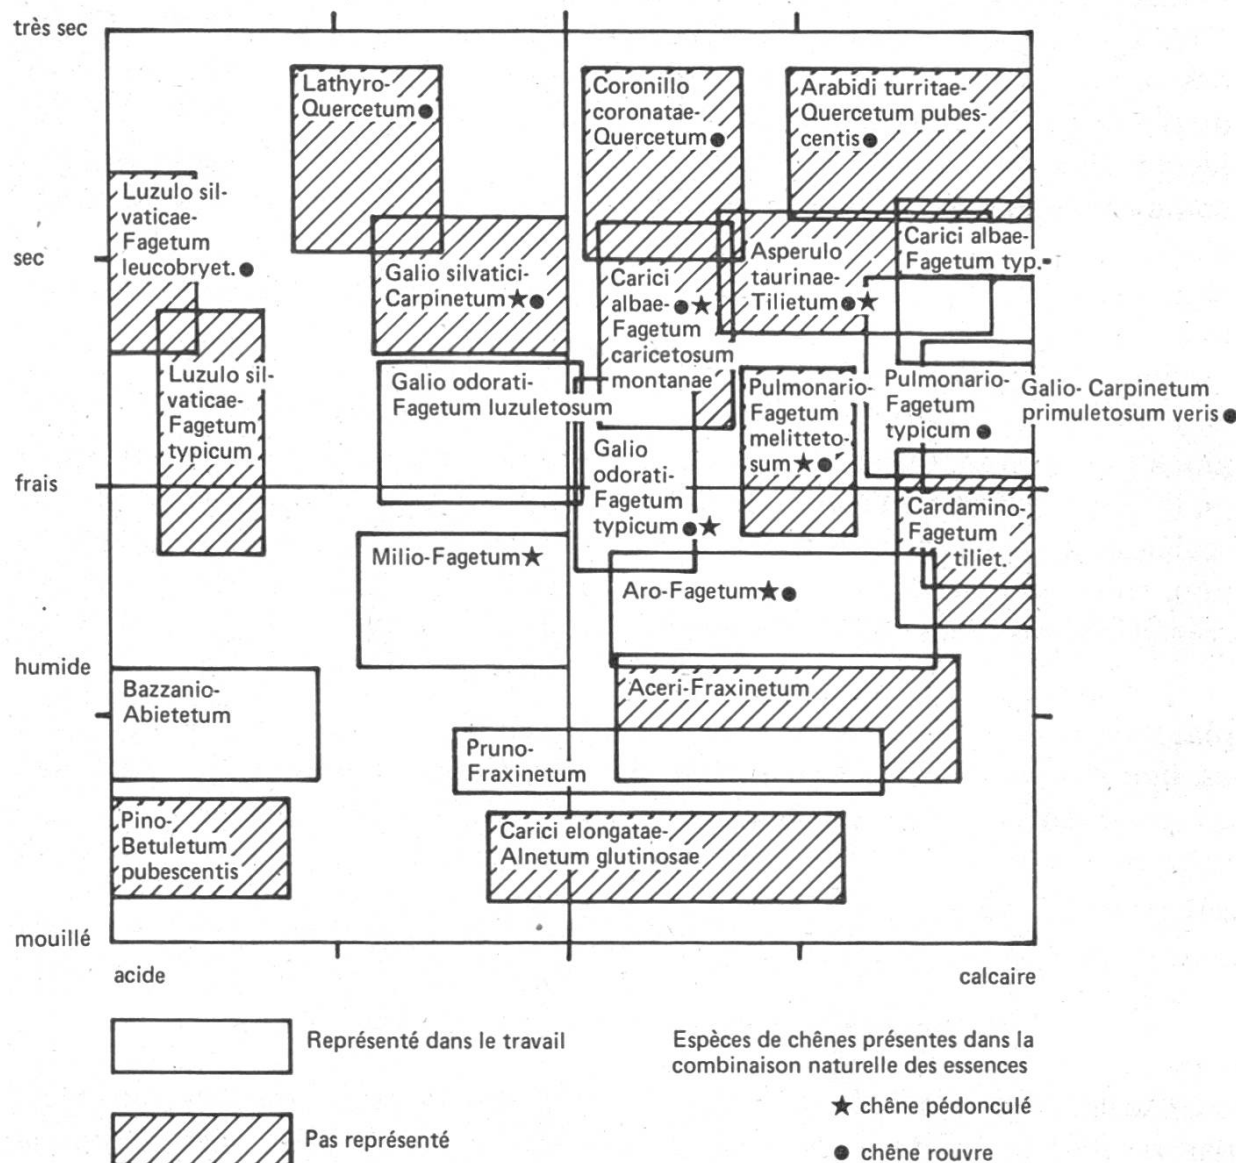 très sec
Lathyro-
Quercetum ●
Coronillo
coronatae-
Quercetum ●
Arabidi turritae-
Quercetum pubes-
centis ●
Luzulo sil-
vaticae-
Fagetum
leucobryet. ●
sec
Galio silvatici-
Carpinetum ★ ●
Carici
albae- ● ★
Fagetum
caricetosum
montanae
Asperulo
taurinae-
Tilietum ● ★
Carici albae-
Fagetum typ.-
Luzulo sil-
vaticae-
Fagetum
typicum
Galio odorati-
Fagetum luzuletosum
Pulmonario-
Fagetum
melitteto-
sum ★ ●
Pulmonario-
Fagetum
typicum ●
Galio- Carpinetum
primuletosum veris ●
Galio
odorati-
Fagetum
typicum ● ★
frais
Cardamino-
Fagetum
tiliet.
Milio-Fagetum ★
Aro-Fagetum ★ ●
humide
Bazzanio-
Abietetum
Aceri-Fraxinetum
Pruno-
Fraxinetum
Pino-
Betuletum
pubescentis
Carici elongatae-
Alnetum glutinosae
mouillé
acide
calcaire
Représenté dans le travail
Pas représenté
Espèces de chênes présentes dans la
combinaison naturelle des essences
★ chêne pédonculé
● chêne rouvre